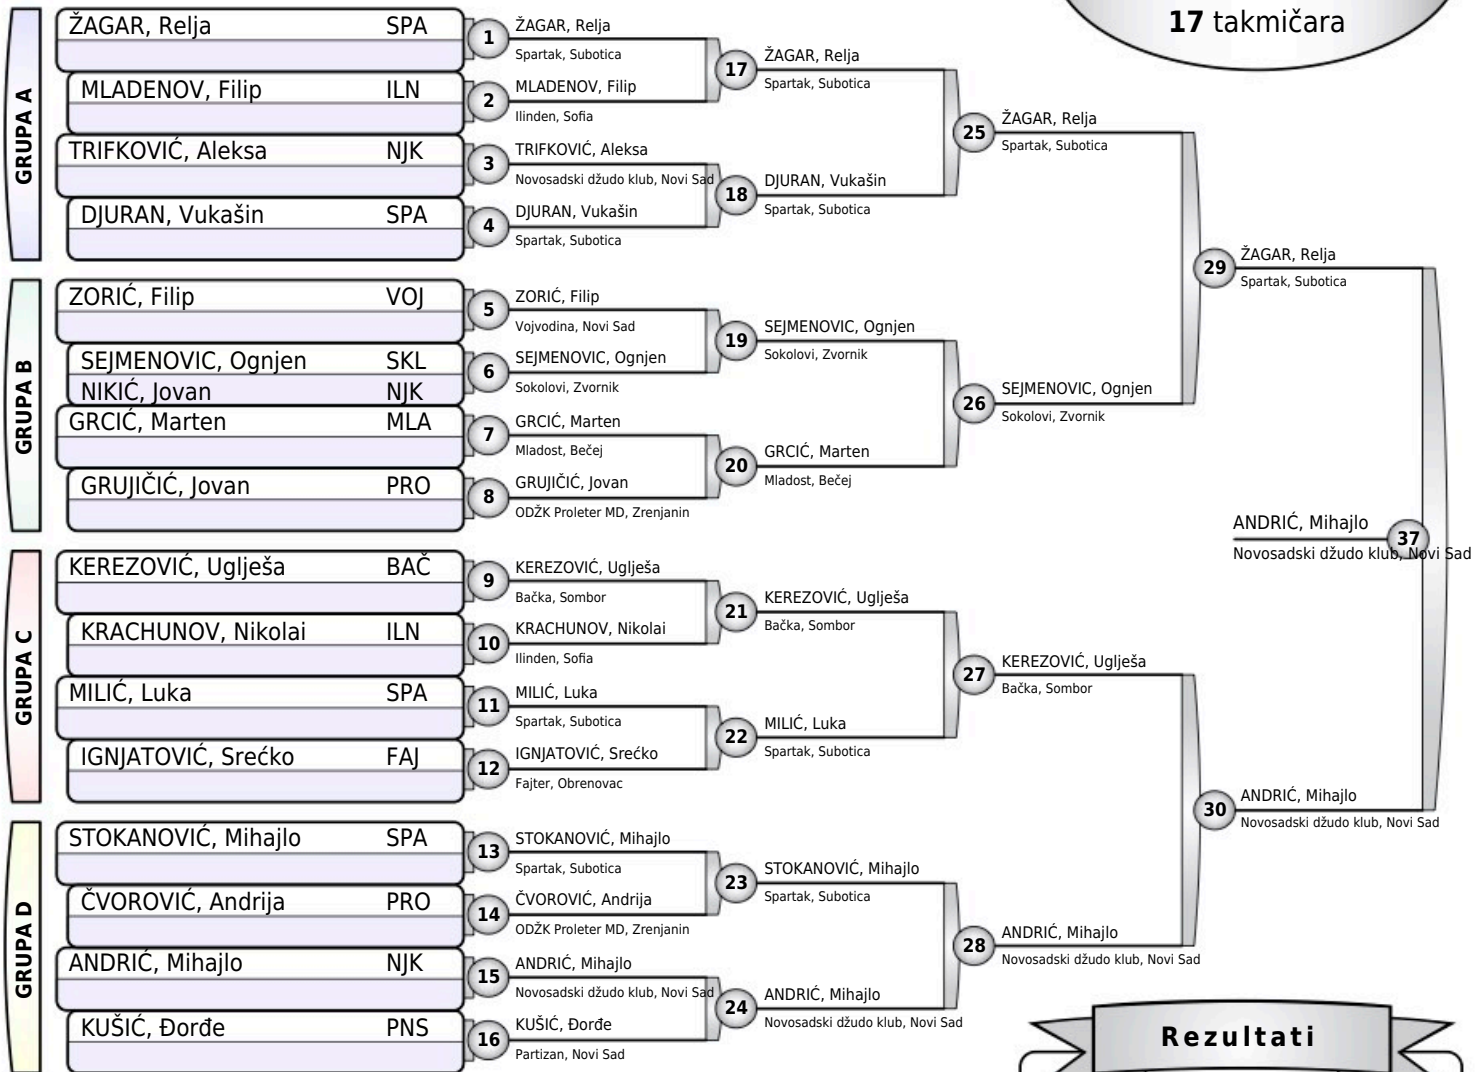 17 takmičara
GRUPA A
ŽAGAR, Relja SPA
MLADENOV, Filip ILN
TRIFKOVIĆ, Aleksa NJK
DJURAN, Vukašin SPA
1 ŽAGAR, Relja
Spartak, Subotica
2 MLADENOV, Filip
Ilinden, Sofia
3 TRIFKOVIĆ, Aleksa
Novosadski džudo klub, Novi Sad
4 DJURAN, Vukašin
Spartak, Subotica
17 ŽAGAR, Relja
Spartak, Subotica
18 DJURAN, Vukašin
Spartak, Subotica
25 ŽAGAR, Relja
Spartak, Subotica
GRUPA B
ZORIĆ, Filip VOJ
SEJMENOVIC, Ognjen SKL
NIKIĆ, Jovan NJK
GRCIĆ, Marten MLA
GRUJIČIĆ, Jovan PRO
5 ZORIĆ, Filip
Vojvodina, Novi Sad
6 SEJMENOVIC, Ognjen
Sokolovi, Zvornik
7 GRCIĆ, Marten
Mladost, Bečej
8 GRUJIČIĆ, Jovan
ODŽK Proleter MD, Zrenjanin
19 SEJMENOVIC, Ognjen
Sokolovi, Zvornik
20 GRCIĆ, Marten
Mladost, Bečej
26 SEJMENOVIC, Ognjen
Sokolovi, Zvornik
29 ŽAGAR, Relja
Spartak, Subotica
GRUPA C
KEREZOVIĆ, Uglješa BAČ
KRACHUNOV, Nikolai ILN
MILIĆ, Luka SPA
IGNJATOVIĆ, Srećko FAJ
9 KEREZOVIĆ, Uglješa
Bačka, Sombor
10 KRACHUNOV, Nikolai
Ilinden, Sofia
11 MILIĆ, Luka
Spartak, Subotica
12 IGNJATOVIĆ, Srećko
Fajter, Obrenovac
21 KEREZOVIĆ, Uglješa
Bačka, Sombor
22 MILIĆ, Luka
Spartak, Subotica
27 KEREZOVIĆ, Uglješa
Bačka, Sombor
GRUPA D
STOKANOVIĆ, Mihajlo SPA
ČVOROVIĆ, Andrija PRO
ANDRIĆ, Mihajlo NJK
KUŠIĆ, Đorđe PNS
13 STOKANOVIĆ, Mihajlo
Spartak, Subotica
14 ČVOROVIĆ, Andrija
ODŽK Proleter MD, Zrenjanin
15 ANDRIĆ, Mihajlo
Novosadski džudo klub, Novi Sad
16 KUŠIĆ, Đorđe
Partizan, Novi Sad
23 STOKANOVIĆ, Mihajlo
Spartak, Subotica
24 ANDRIĆ, Mihajlo
Novosadski džudo klub, Novi Sad
28 ANDRIĆ, Mihajlo
Novosadski džudo klub, Novi Sad
30 ANDRIĆ, Mihajlo
Novosadski džudo klub, Novi Sad
ANDRIĆ, Mihajlo 37
Novosadski džudo klub, Novi Sad
Rezultati